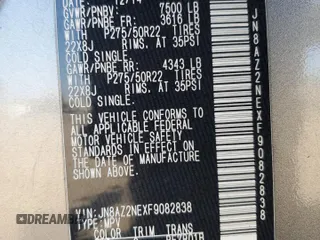 12/14
GVWR/PNBV: 7500 LB
GAWR/PNBE FR: 3616 LB
WITH P275/50R22 TIRES,
22X8J RIMS, AT 35PSI
COLD SINGLE.
GAWR/PNBE RR: 4343 LB
WITH P275/50R22 TIRES,
22X8J RIMS, AT 35PSI
COLD SINGLE.
THIS VEHICLE CONFORMS TO
ALL APPLICABLE FEDERAL
MOTOR VEHICLE SAFETY
STANDARDS IN EFFECT
ON THE DATE OF
MANUFACTURE SHOWN ABOVE.
VIN: JN8AZ2NEXF9082838
TYPE: MPV
COLOR TRIM TRANS
JN8AZ2NEXF9082838
DREAMBID